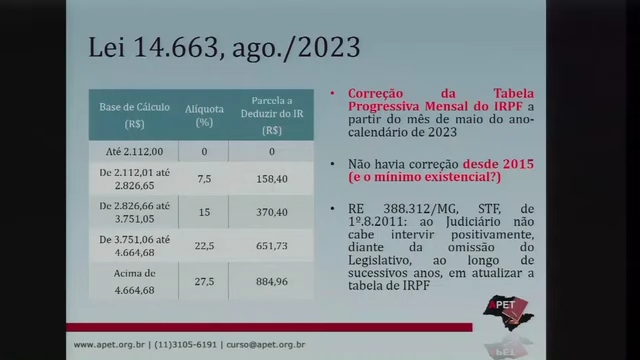 Lei 14.663, ago./2023
Base de Cálculo (R$) Alíquota (%) Parcela a Deduzir do IR (R$)
Até 2.112,00 0 0
De 2.112,01 até 2.826,65 7,5 158,40
De 2.826,66 até 3.751,05 15 370,40
De 3.751,06 até 4.664,68 22,5 651,73
Acima de 4.664,68 27,5 884,96
• Correção da Tabela
Progressiva Mensal do IRPF a
partir do mês de maio do ano-
calendário de 2023
• Não havia correção desde 2015
(e o mínimo existencial?)
• RE 388.312/MG, STF, de
1º.8.2011: ao Judiciário não
cabe intervir positivamente,
diante da omissão do
Legislativo, ao longo de
sucessivos anos, em atualizar a
tabela de IRPF
APET
www.apet.org.br | (11)3105-6191 | curso@apet.org.br